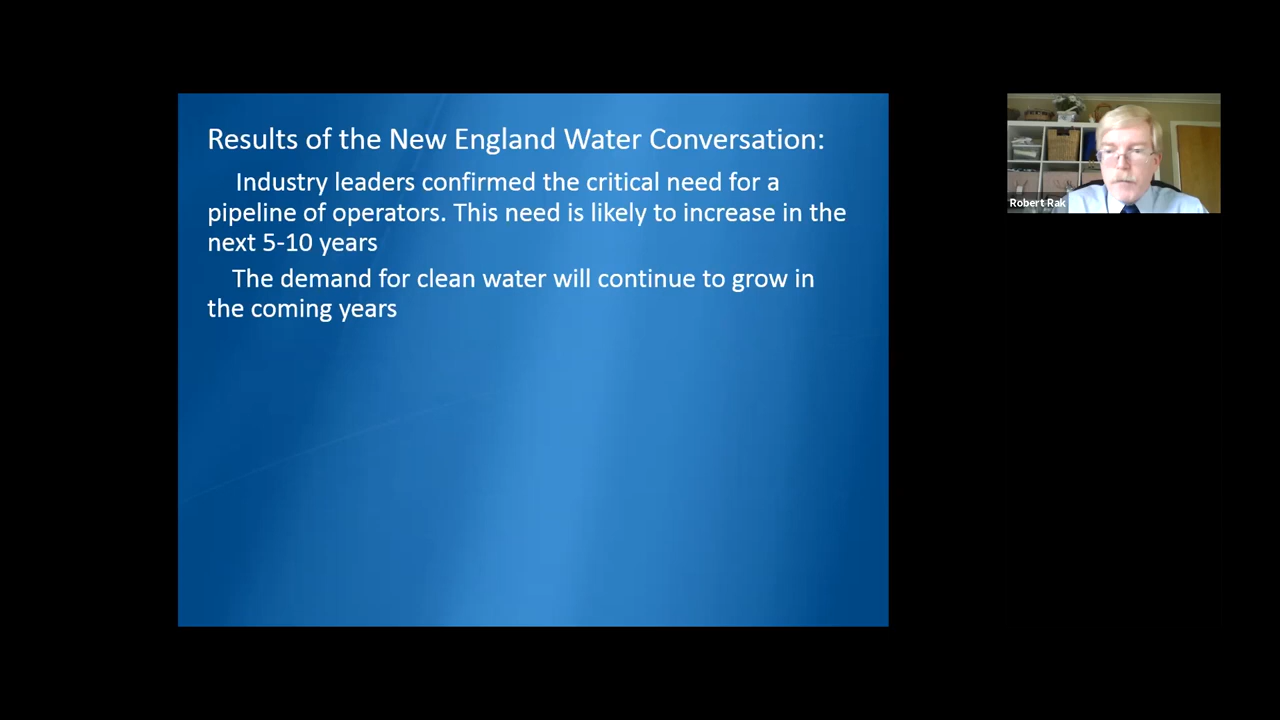 Results of the New England Water Conversation:
Industry leaders confirmed the critical need for a
pipeline of operators. This need is likely to increase in the
next 5-10 years
The demand for clean water will continue to grow in
the coming years
Robert Rak